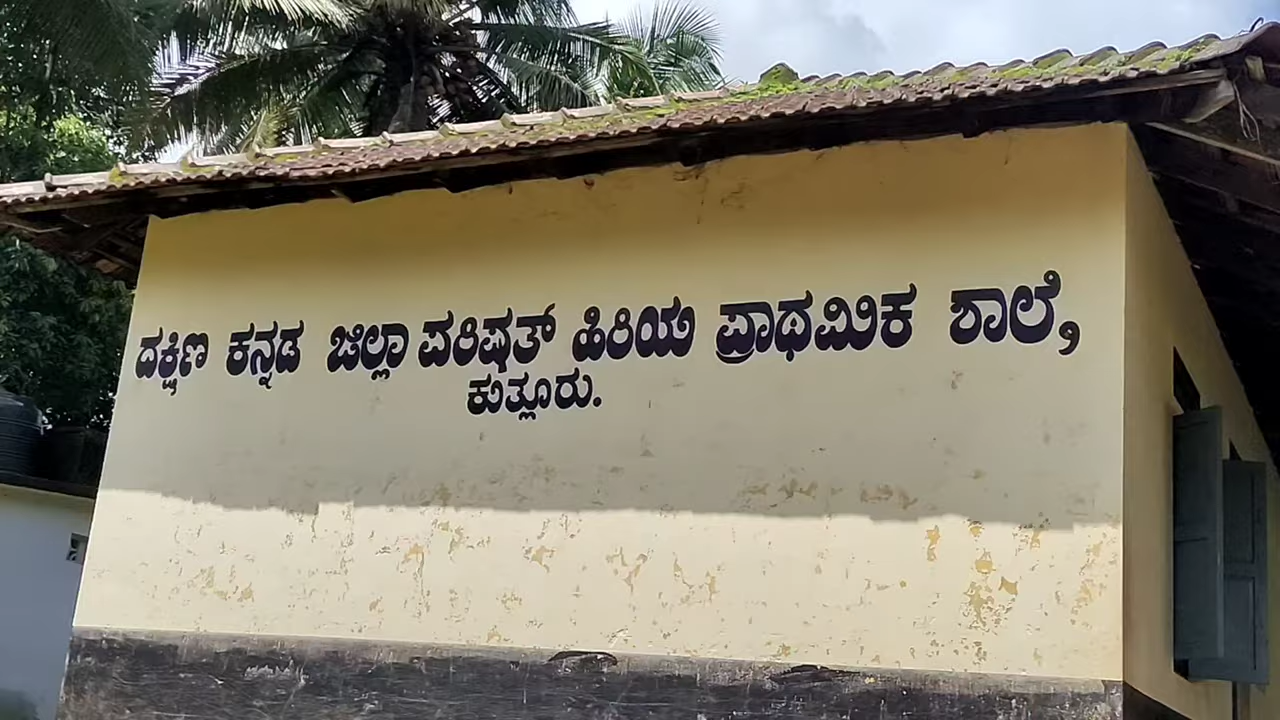 ದಕ್ಷಿಣ ಕನ್ನಡ ಜಿಲ್ಲಾ ಪರಿಷತ್ ಹಿರಿಯ ಪ್ರಾಥಮಿಕ ಶಾಲೆ,
ಕುತ್ಲೂರು.